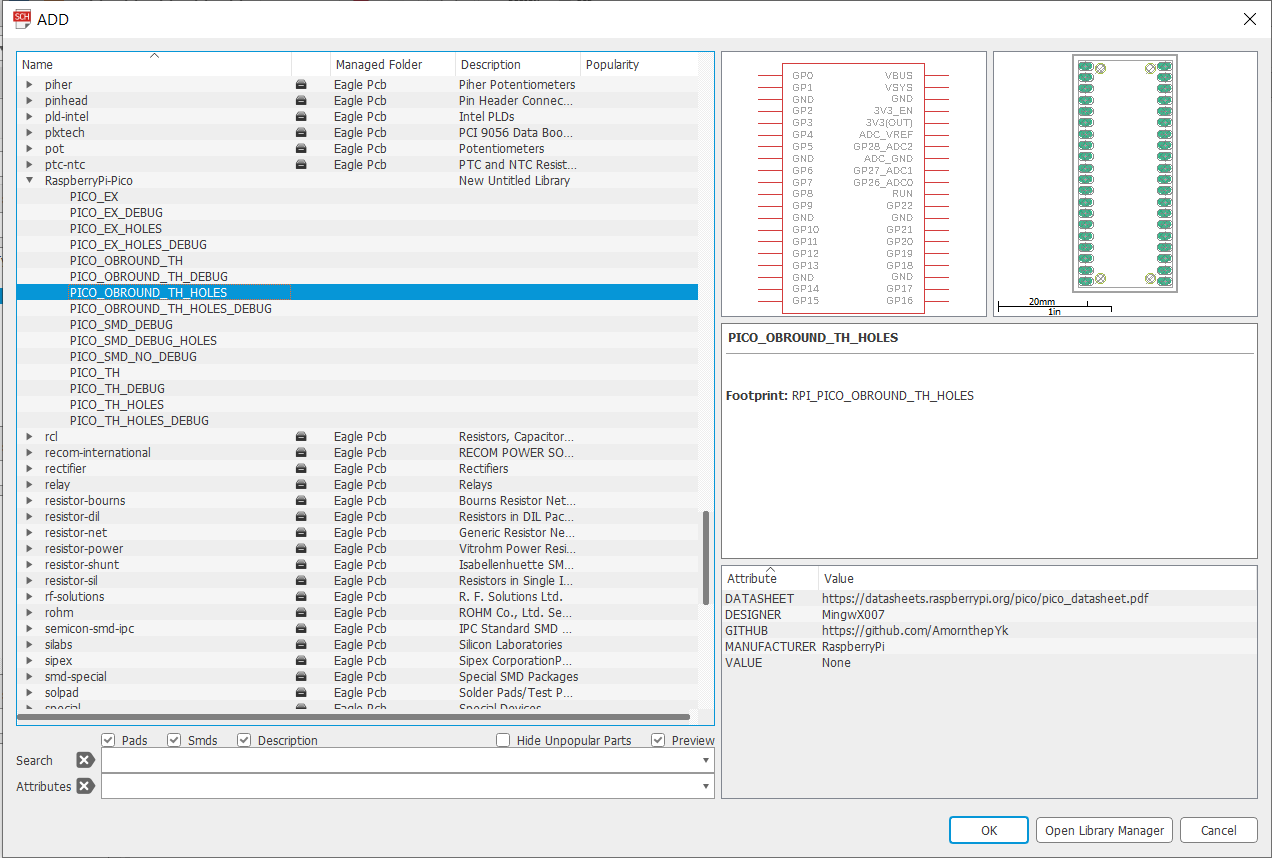 ADD
Name Managed Folder Description Popularity
piher Eagle Pcb Piher Potentiometers
pinhead Eagle Pcb Pin Header Connec...
pld-intel Eagle Pcb Intel PLDs
plxtech Eagle Pcb PCI 9056 Data Boo...
pot Eagle Pcb Potentiometers
ptc-ntc Eagle Pcb PTC and NTC Resist...
RaspberryPi-Pico New Untitled Library
PICO_EX
PICO_EX_DEBUG
PICO_EX_HOLES
PICO_EX_HOLES_DEBUG
PICO_OBROUND_TH
PICO_OBROUND_TH_DEBUG
PICO_OBROUND_TH_HOLES
PICO_OBROUND_TH_HOLES_DEBUG
PICO_SMD_DEBUG
PICO_SMD_DEBUG_HOLES
PICO_SMD_NO_DEBUG
PICO_TH
PICO_TH_DEBUG
PICO_TH_HOLES
PICO_TH_HOLES_DEBUG
rcl Eagle Pcb Resistors, Capacitor...
recom-international Eagle Pcb RECOM POWER SO...
rectifier Eagle Pcb Rectifiers
relay Eagle Pcb Relays
resistor-bourns Eagle Pcb Bourns Resistor Net...
resistor-dil Eagle Pcb Resistors in DIL Pac...
resistor-net Eagle Pcb Generic Resistor Ne...
resistor-power Eagle Pcb Vitrohm Power Resi...
resistor-shunt Eagle Pcb Isabellenhuette SM...
resistor-sil Eagle Pcb Resistors in Single I...
rf-solutions Eagle Pcb R. F. Solutions Ltd.
rohm Eagle Pcb ROHM Co., Ltd. Se...
semicon-smd-ipc Eagle Pcb IPC Standard SMD ...
silabs Eagle Pcb Silicon Laboratories
sipex Eagle Pcb Sipex CorporationP...
smd-special Eagle Pcb Special SMD Packages
solpad Eagle Pcb Solder Pads/Test P...
special Eagle Pcb Special Devices
Pads Smds Description Hide Unpopular Parts Preview
Search
Attributes
SCH
GP0 VBUS
GP1 VSYS
GND GND
GP2 3V3_EN
GP3 3V3(OUT)
GP4 ADC_VREF
GP5 GP28_ADC2
GND ADC_GND
GP6 GP27_ADC1
GP7 GP26_ADC0
GP8 RUN
GP9 GP22
GND GND
GP10 GP21
GP11 GP20
GP12 GP19
GP13 GP18
GND GND
GP14 GP17
GP15 GP16
20mm
1in
PICO_OBROUND_TH_HOLES
Footprint: RPI_PICO_OBROUND_TH_HOLES
Attribute Value
DATASHEET https://datasheets.raspberrypi.org/pico/pico_datasheet.pdf
DESIGNER MingwX007
GITHUB https://github.com/AmornthepYk
MANUFACTURER RaspberryPi
VALUE None
OK Open Library Manager Cancel